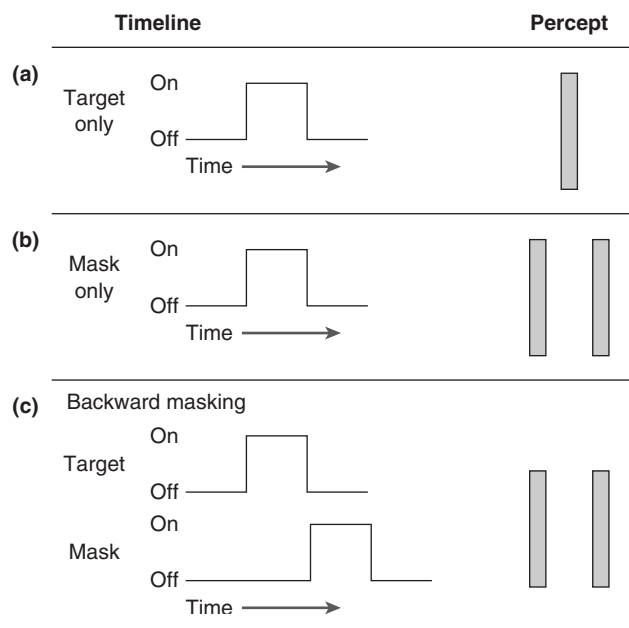 Timeline Percept
(a)
Target
only
On
Off
Time
(b)
Mask
only
On
Off
Time
(c) Backward masking
Target
On
Off
Mask
On
Off
Time